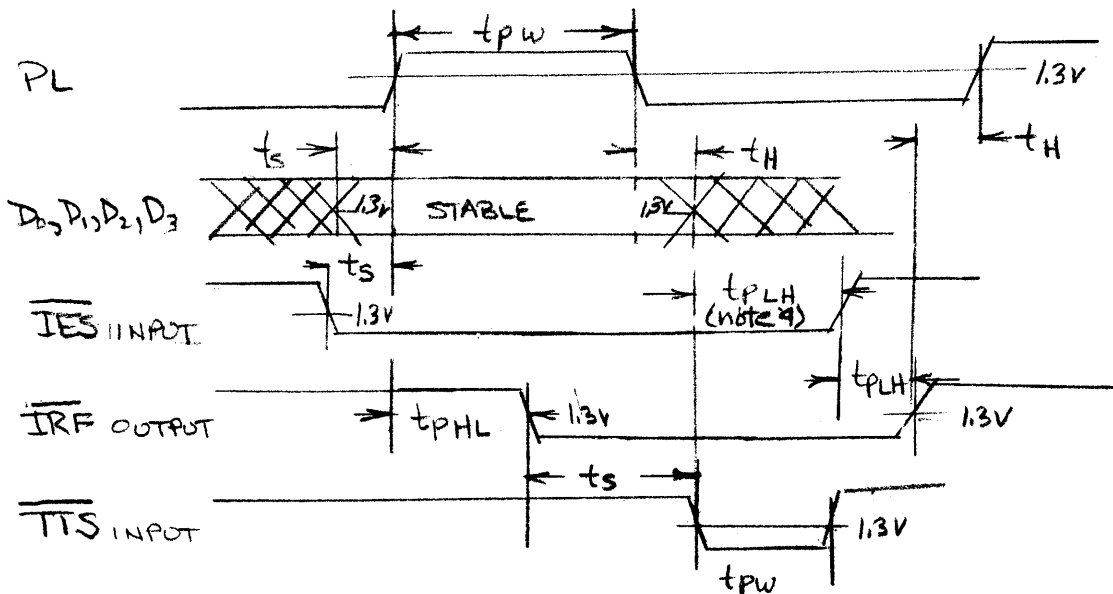 tPW
PL
1.3V
tS
tH
tH
D0, D1, D2, D3
1.3V
STABLE
1.3V
tS
IES INPUT
1.3V
tPLH
(note 4)
tPLH
IRF OUTPUT
tPHL
1.3V
1.3V
tS
TTS INPUT
1.3V
tPW